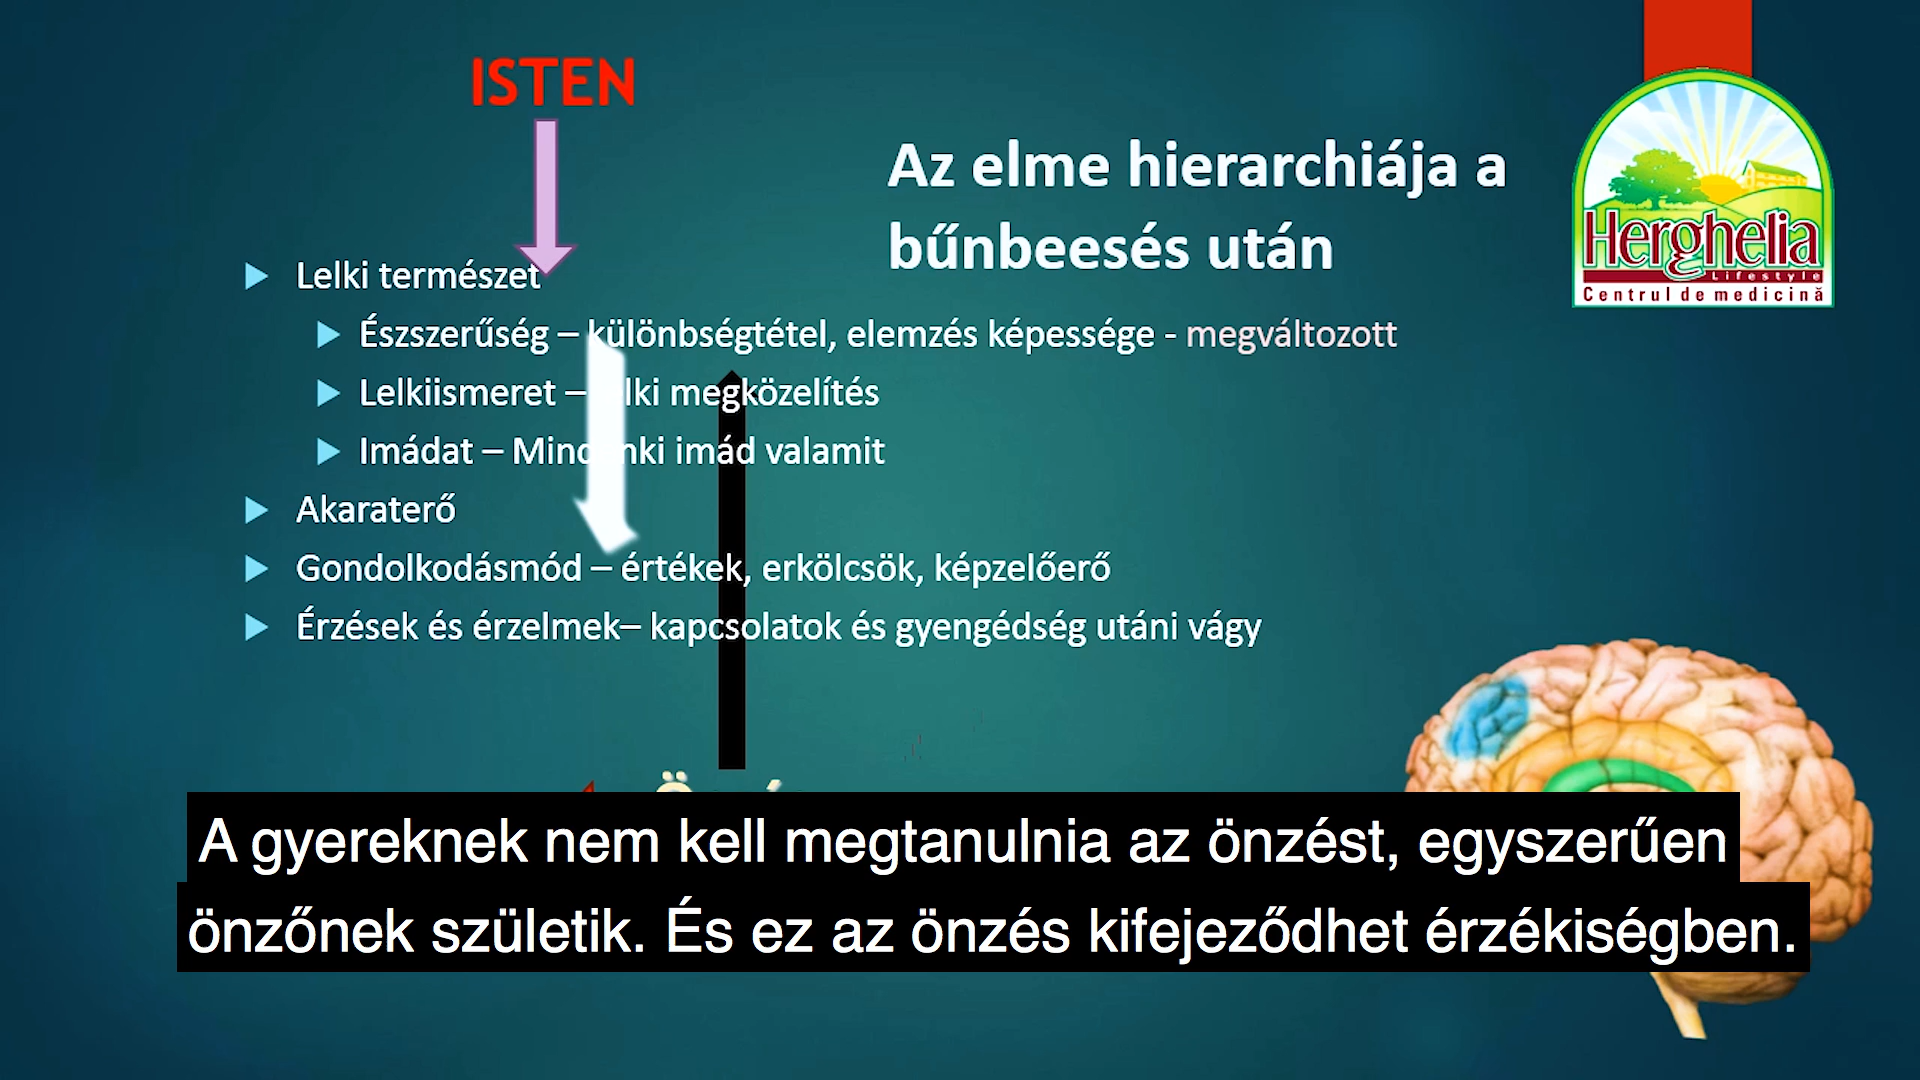 ISTEN
Az elme hierarchiája a
bűnbeesés után
Herghelia
Lifestyle
Centrul de medicină
Lelki természet
Észszerűség – különbségtétel, elemzés képessége - megváltozott
Lelkiismeret – lki megközelítés
Imádat – Mindenki imád valamit
Akaraterő
Gondolkodásmód – értékek, erkölcsök, képzelőerő
Érzések és érzelmek– kapcsolatok és gyengédség utáni vágy
A gyereknek nem kell megtanulnia az önzést, egyszerűen
önzőnek születik. És ez az önzés kifejeződhet érzékiségben.